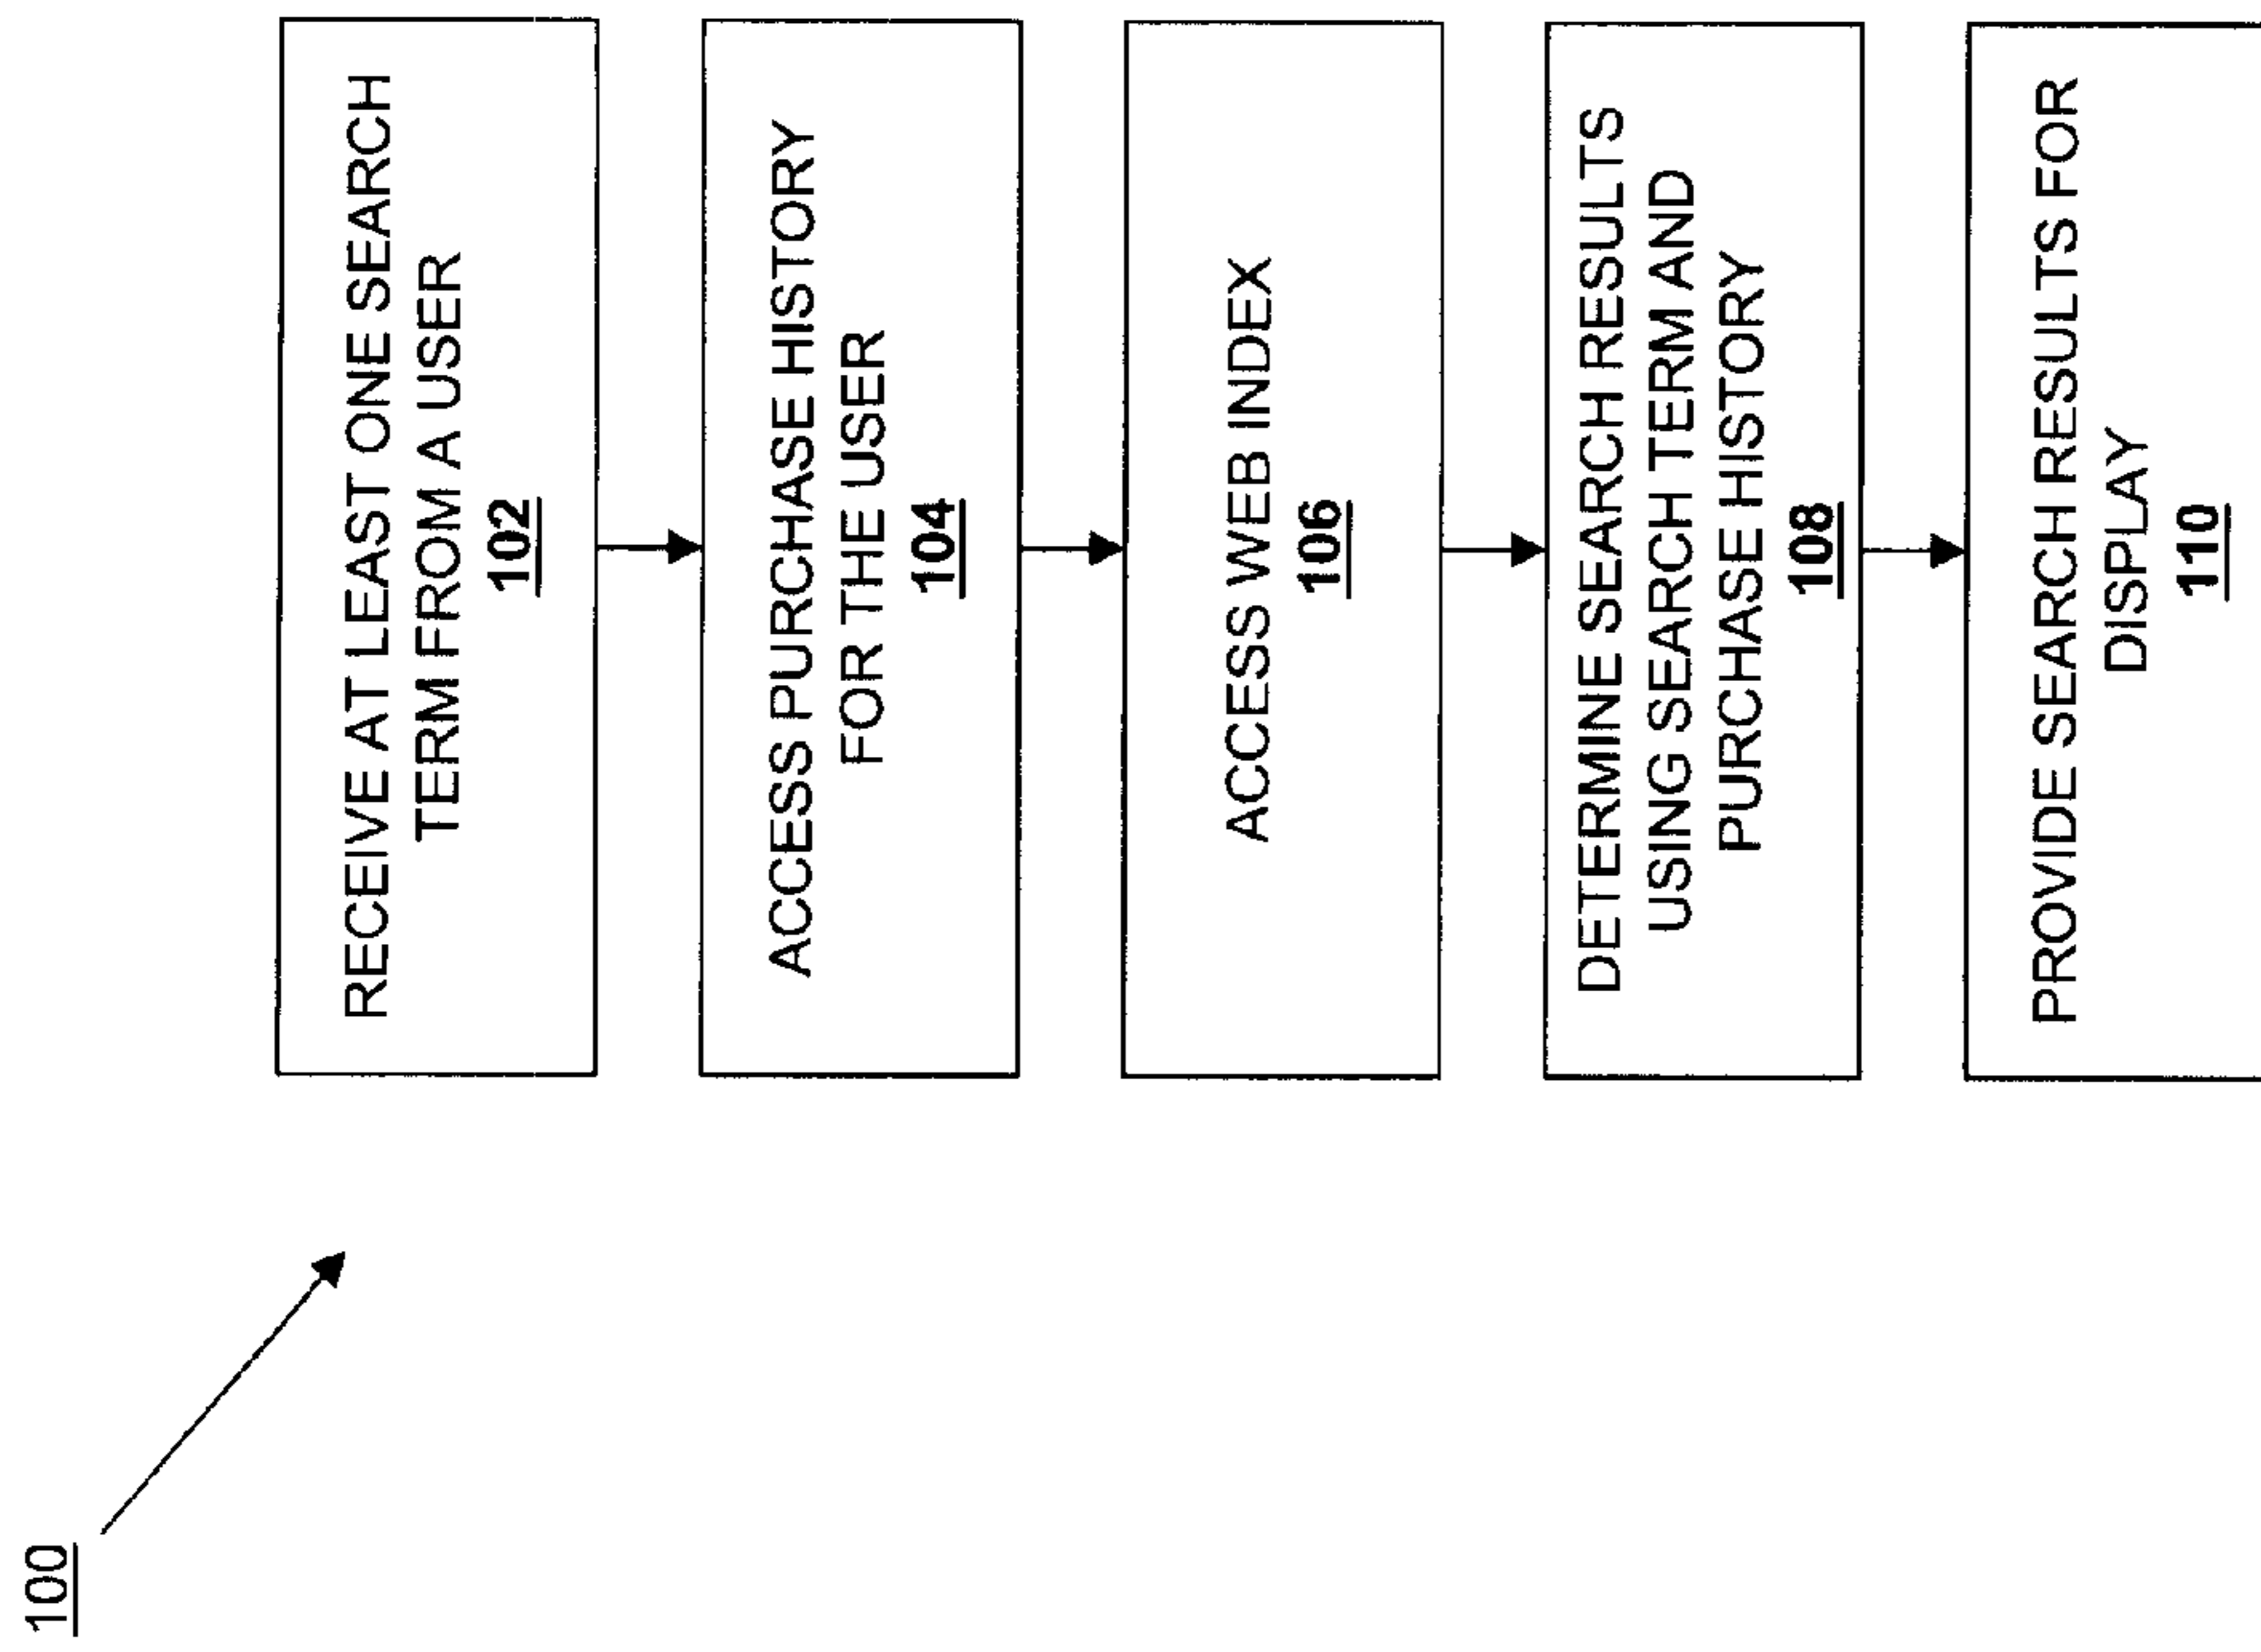 100
RECEIVE AT LEAST ONE SEARCH
TERM FROM A USER
102
ACCESS PURCHASE HISTORY
FOR THE USER
104
ACCESS WEB INDEX
106
DETERMINE SEARCH RESULTS
USING SEARCH TERM AND
PURCHASE HISTORY
108
PROVIDE SEARCH RESULTS FOR
DISPLAY
110